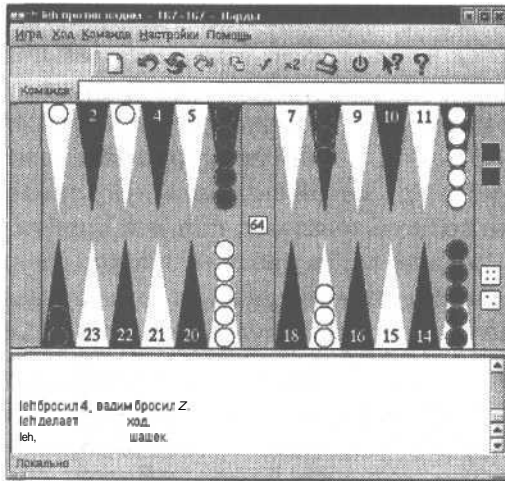 leh против вадим - 167-167 - Нарды
Игра Ход Команда Настройки Помощь
x2 ? ?
Команда
2 4 5 7 9 10 11
64
23 22 21 20 18 16 15 14
leh бросил 4, вадим бросил Z.
leh делает ход.
leh, шашек.
Локально